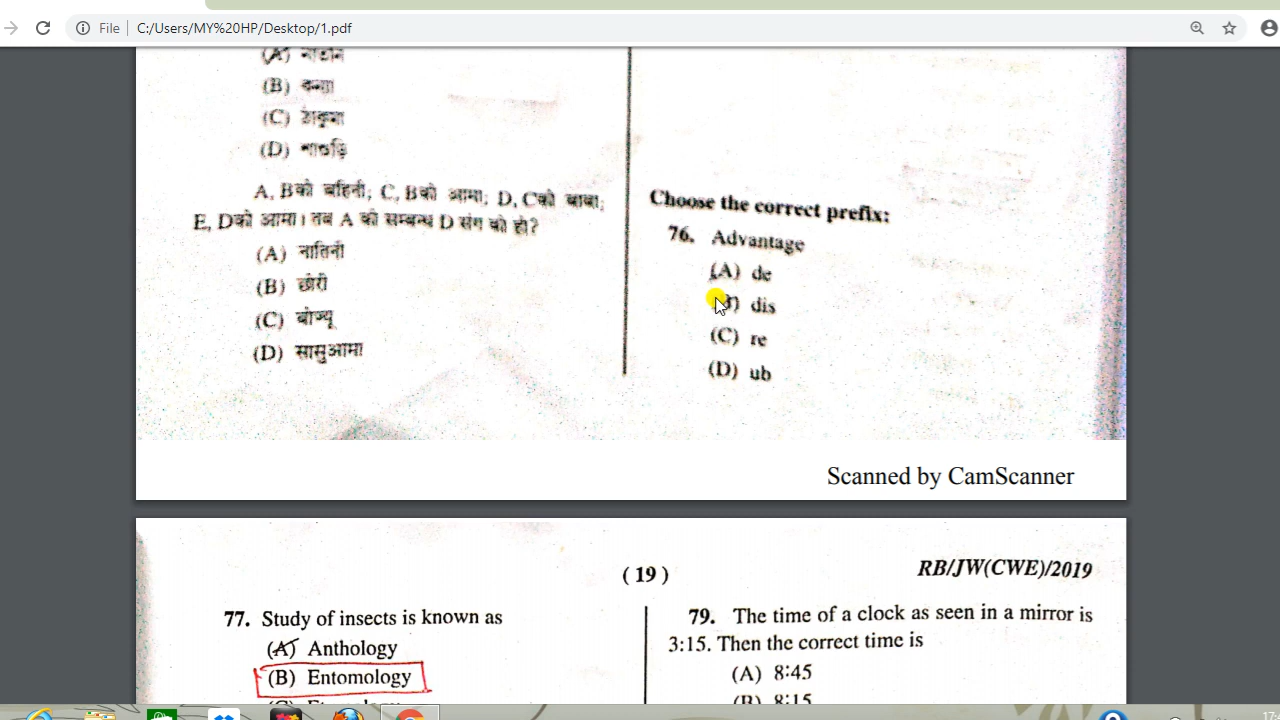 File
C:/Users/MY%20HP/Desktop/1.pdf
(A) नातिनि
(B)
(C)
(D)
A, Bको बहिनी; C, Bको आमा; D, Cको बाबा;
E, Dको आमा। तब A को सम्बन्ध D संग को हो?
(A) नातिनी
(B) छोरी
(C) बोज्यू
(D) सासुआमा
Choose the correct prefix:
76. Advantage
(A) de
(B) dis
(C) re
(D) ub
Scanned by CamScanner
(19)
RB/JW(CWE)/2019
77. Study of insects is known as
(A) Anthology
(B) Entomology
79. The time of a clock as seen in a mirror is
3:15. Then the correct time is
(A) 8:45
(B) 8:15